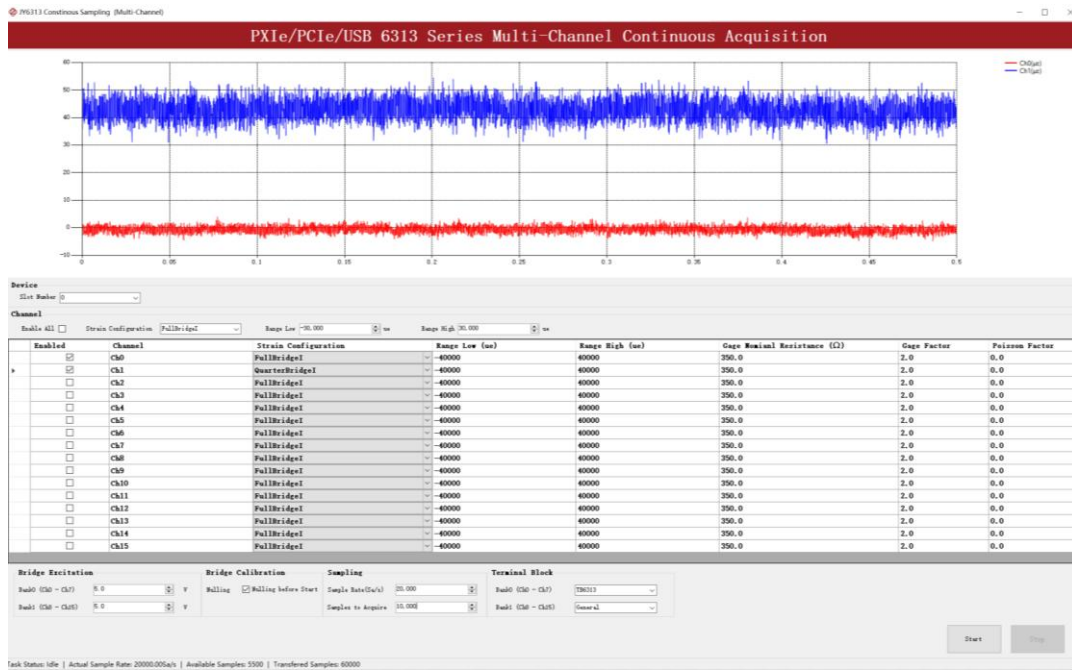 JY6313 Constinous Sampling (Multi-Channel)
PXIe/PCIe/USB 6313 Series Multi-Channel Continuous Acquisition
60
50
40
30
20
10
0
-10
0 0.05 0.1 0.15 0.2 0.25 0.3 0.35 0.4 0.45 0.5
Ch0(με)
Ch1(με)
Device
Slot Number 0
Channel
Enable All Strain Configuration FullBridgeI Range Low -30,000 ue Range High 30,000 ue
Enabled Channel Strain Configuration Range Low (ue) Range High (ue) Gage Nominanl Resistance (Ω) Gage Factor Poisson Factor
Ch0 FullBridgeI -40000 40000 350.0 2.0 0.0
Ch1 QuarterBridgeI -40000 40000 350.0 2.0 0.0
Ch2 FullBridgeI -40000 40000 350.0 2.0 0.0
Ch3 FullBridgeI -40000 40000 350.0 2.0 0.0
Ch4 FullBridgeI -40000 40000 350.0 2.0 0.0
Ch5 FullBridgeI -40000 40000 350.0 2.0 0.0
Ch6 FullBridgeI -40000 40000 350.0 2.0 0.0
Ch7 FullBridgeI -40000 40000 350.0 2.0 0.0
Ch8 FullBridgeI -40000 40000 350.0 2.0 0.0
Ch9 FullBridgeI -40000 40000 350.0 2.0 0.0
Ch10 FullBridgeI -40000 40000 350.0 2.0 0.0
Ch11 FullBridgeI -40000 40000 350.0 2.0 0.0
Ch12 FullBridgeI -40000 40000 350.0 2.0 0.0
Ch13 FullBridgeI -40000 40000 350.0 2.0 0.0
Ch14 FullBridgeI -40000 40000 350.0 2.0 0.0
Ch15 FullBridgeI -40000 40000 350.0 2.0 0.0
Bridge Excitation Bridge Calibration Sampling Terminal Block
Bank0 (Ch0 - Ch7) 5.0 V Nulling Nulling before Start Sample Rate(Sa/s) 20,000 Bank0 (Ch0 - Ch7) TB6313
Bank1 (Ch8 - Ch15) 5.0 V Samples to Acquire 10,000 Bank1 (Ch8 - Ch15) General
Start Stop
Task Status: Idle | Actual Sample Rate: 20000.00Sa/s | Available Samples: 5500 | Transfered Samples: 60000